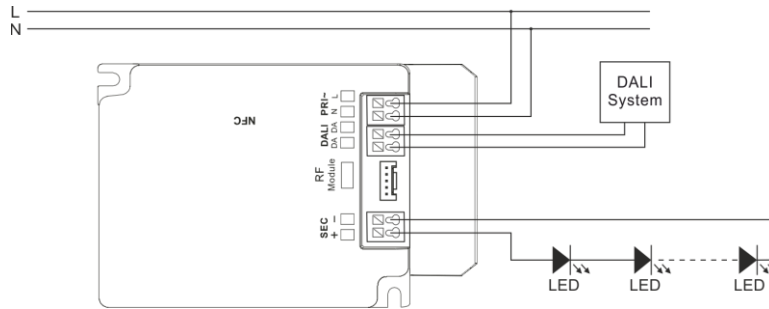 L
N
NFC
PRI~
L
N
DALI
DA
DA
RF
Module
SEC
−
+
DALI
System
LED
LED
LED